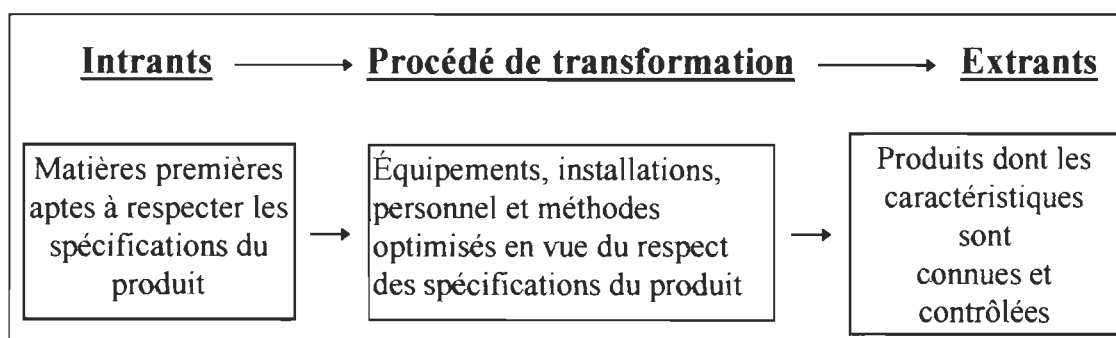 Intrants → Procédé de transformation → Extrants
Matières premières
aptes à respecter les
spécifications du
produit
Équipements, installations,
personnel et méthodes
optimisés en vue du respect
des spécifications du produit
Produits dont les
caractéristiques
sont
connues et
contrôlées